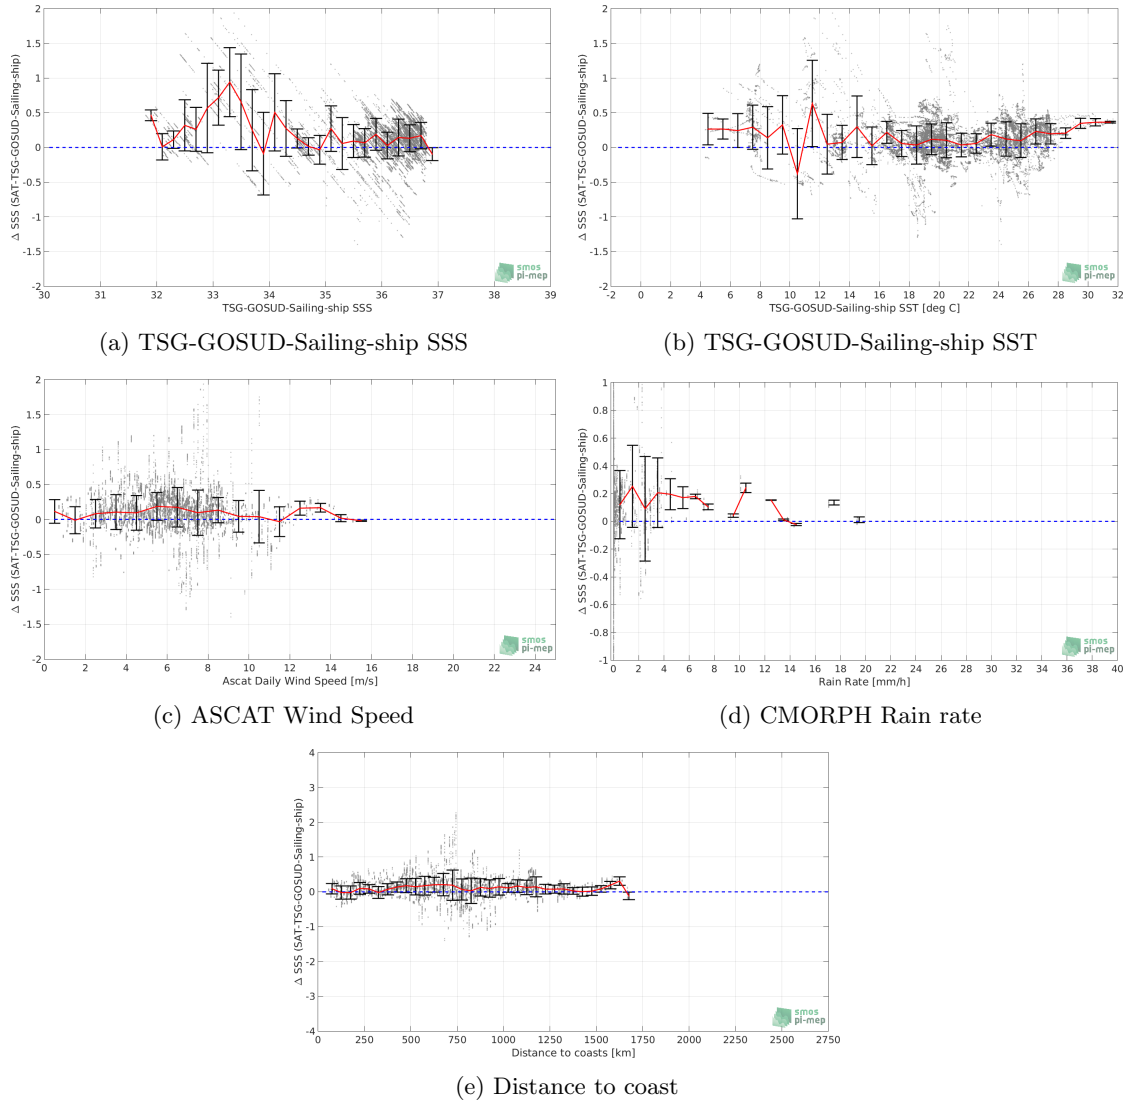 2
1.5
1
0.5
0
-0.5
-1
-1.5
-2
Δ SSS (SAT-TSG-GOSUD-Sailing-ship)
30 31 32 33 34 35 36 37 38 39
TSG-GOSUD-Sailing-ship SSS
smos
pi-mep
(a) TSG-GOSUD-Sailing-ship SSS
2
1.5
1
0.5
0
-0.5
-1
-1.5
-2
Δ SSS (SAT-TSG-GOSUD-Sailing-ship)
-2 0 2 4 6 8 10 12 14 16 18 20 22 24 26 28 30 32
TSG-GOSUD-Sailing-ship SST [deg C]
smos
pi-mep
(b) TSG-GOSUD-Sailing-ship SST
2
1.5
1
0.5
0
-0.5
-1
-1.5
-2
Δ SSS (SAT-TSG-GOSUD-Sailing-ship)
0 2 4 6 8 10 12 14 16 18 20 22 24
Ascat Daily Wind Speed [m/s]
smos
pi-mep
(c) ASCAT Wind Speed
1
0.8
0.6
0.4
0.2
0
-0.2
-0.4
-0.6
-0.8
-1
Δ SSS (SAT-TSG-GOSUD-Sailing-ship)
0 2 4 6 8 10 12 14 16 18 20 22 24 26 28 30 32 34 36 38 40
Rain Rate [mm/h]
smos
pi-mep
(d) CMORPH Rain rate
4
3
2
1
0
-1
-2
-3
-4
Δ SSS (SAT-TSG-GOSUD-Sailing-ship)
0 250 500 750 1000 1250 1500 1750 2000 2250 2500 2750
Distance to coasts [km]
smos
pi-mep
(e) Distance to coast